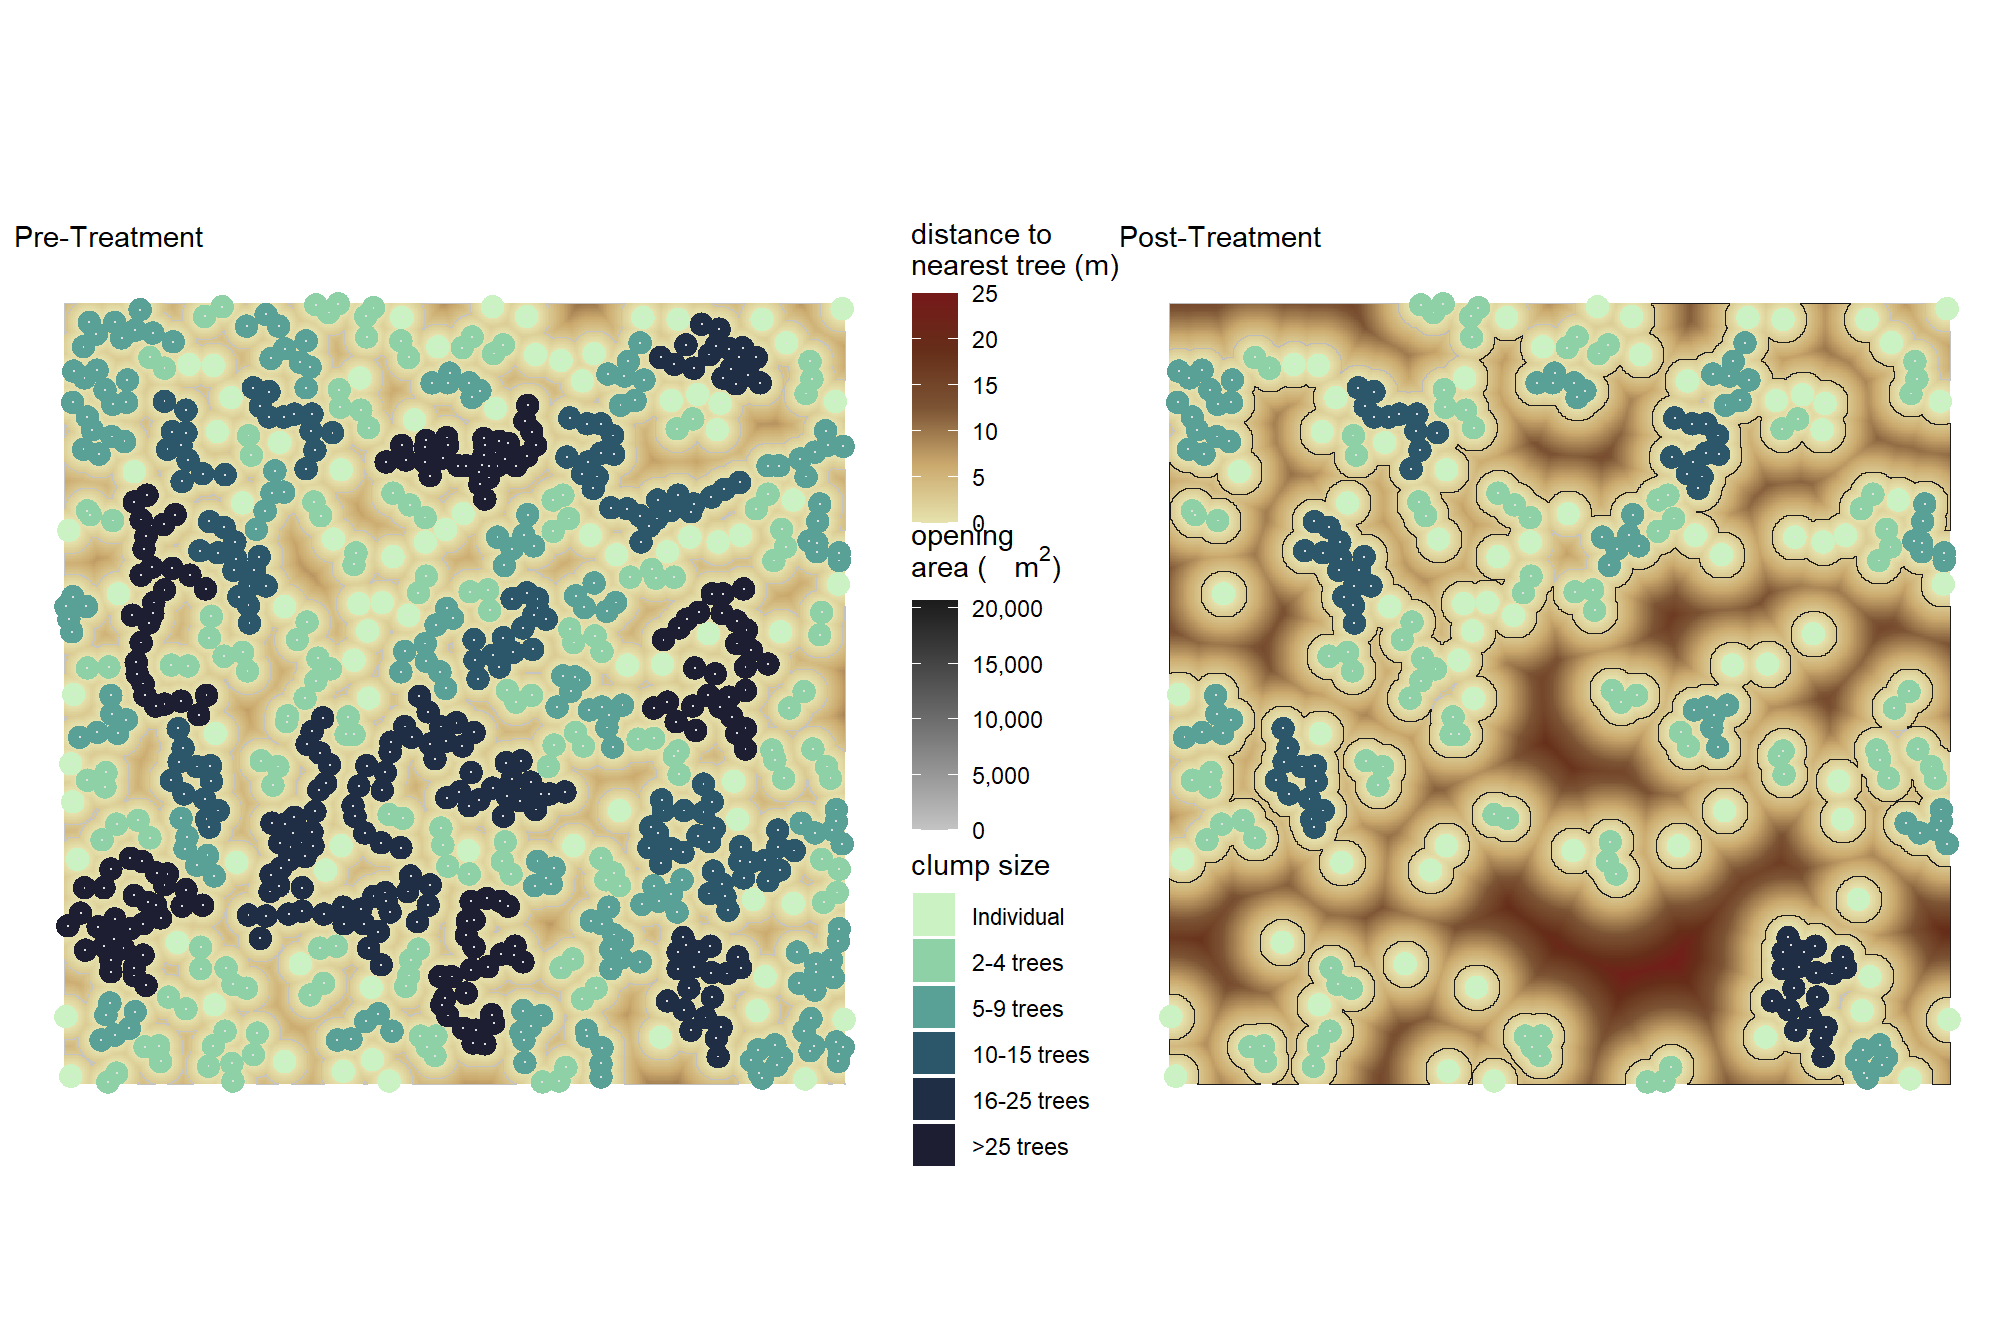 Pre-Treatment
distance to
nearest tree (m)
25
20
15
10
5
0
opening
area ( m²)
20,000
15,000
10,000
5,000
0
clump size
Individual
2-4 trees
5-9 trees
10-15 trees
16-25 trees
>25 trees
Post-Treatment